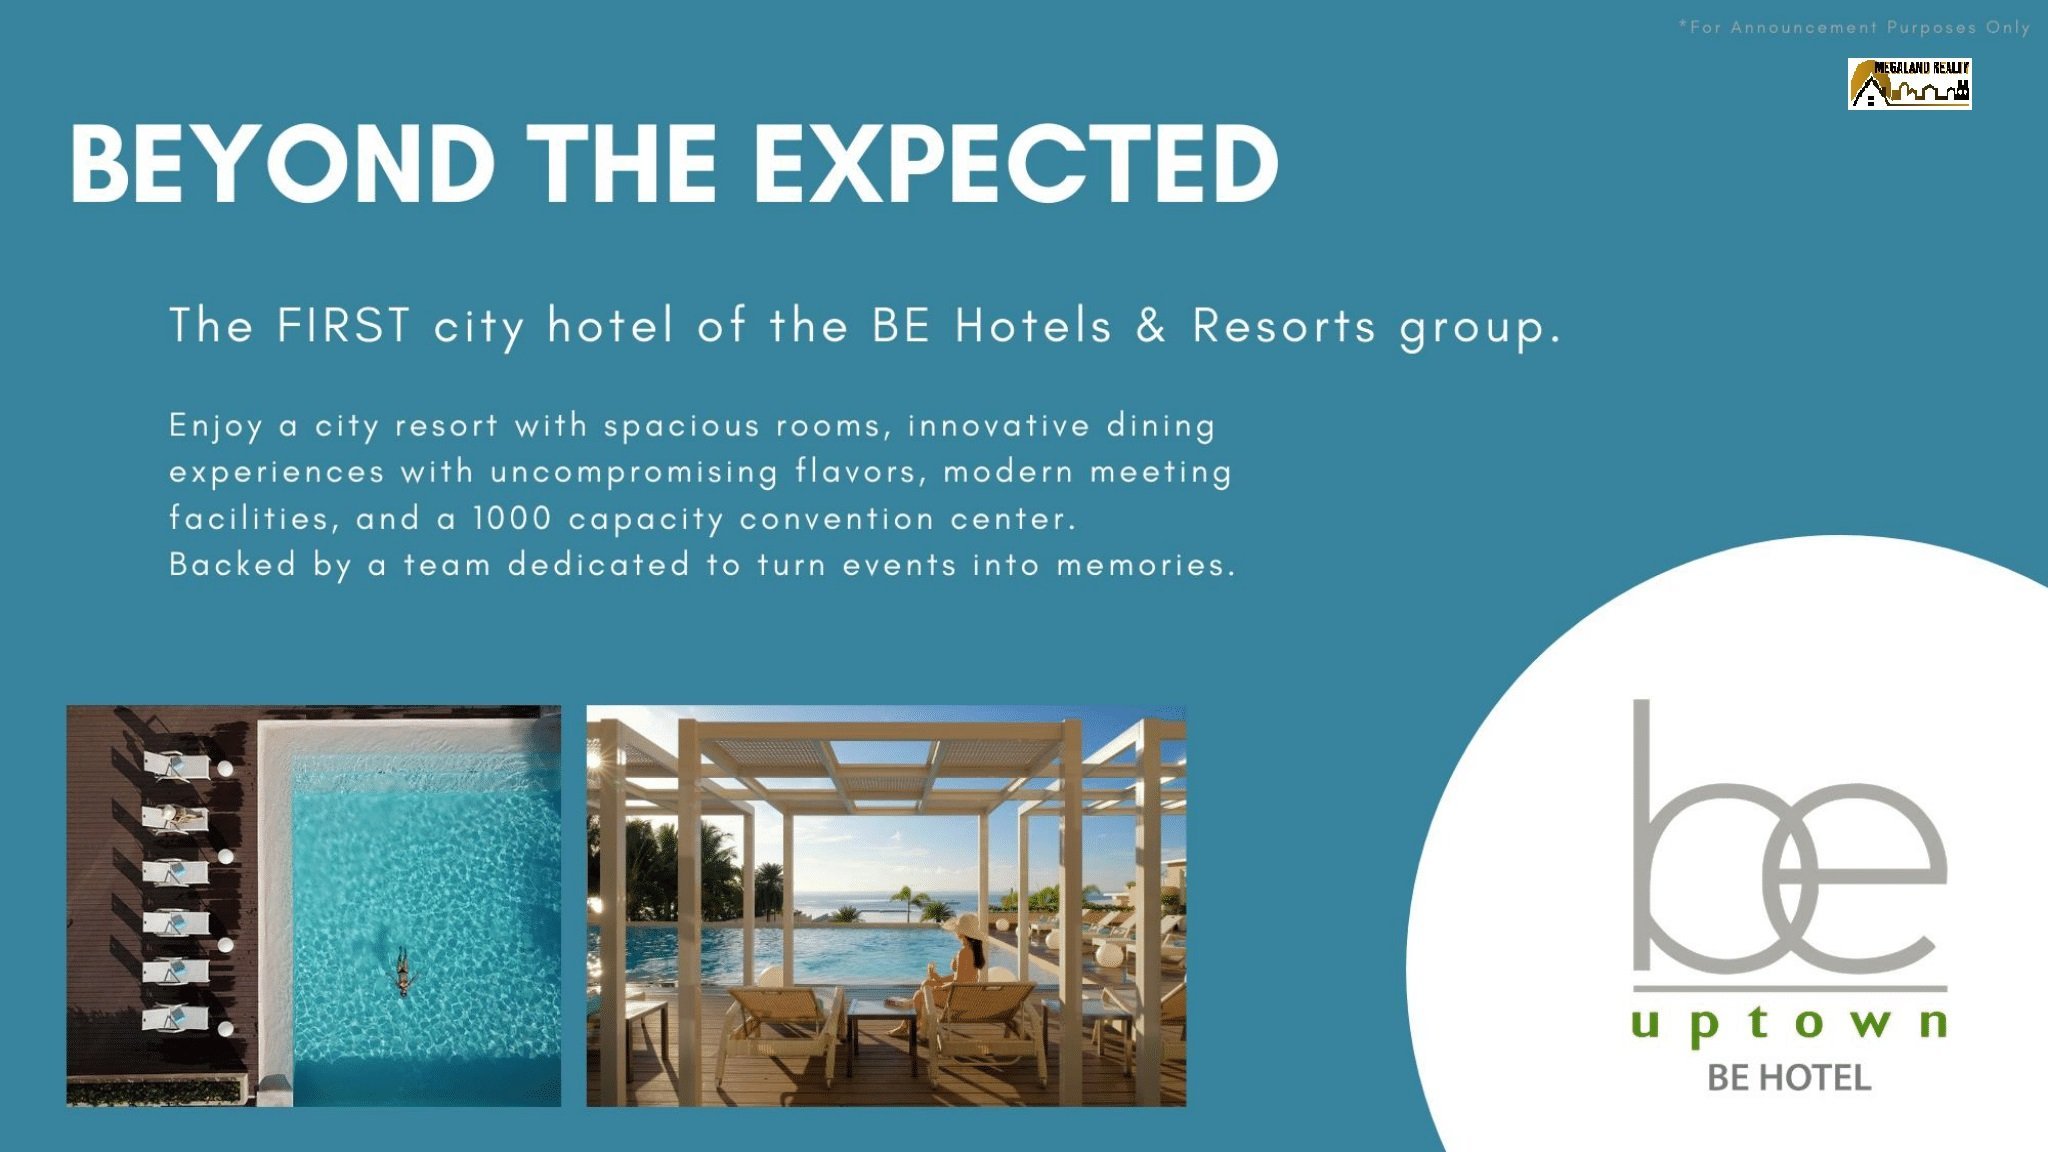 *For Announcement Purposes Only
MEGALAND REALTY
BEYOND THE EXPECTED
The FIRST city hotel of the BE Hotels & Resorts group.
Enjoy a city resort with spacious rooms, innovative dining
experiences with uncompromising flavors, modern meeting
facilities, and a 1000 capacity convention center.
Backed by a team dedicated to turn events into memories.
be
uptown
BE HOTEL